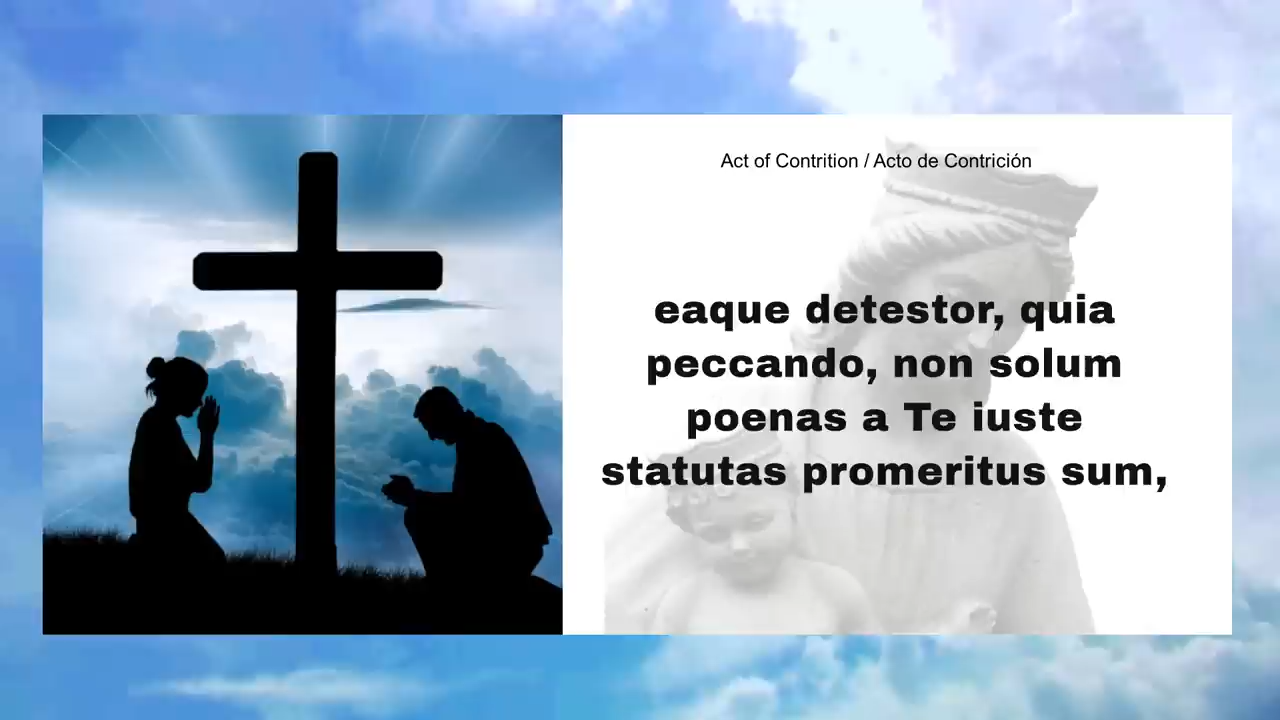 Act of Contrition / Acto de Contrición
eaque detestor, quia
peccando, non solum
poenas a Te iuste
statutas promeritus sum,